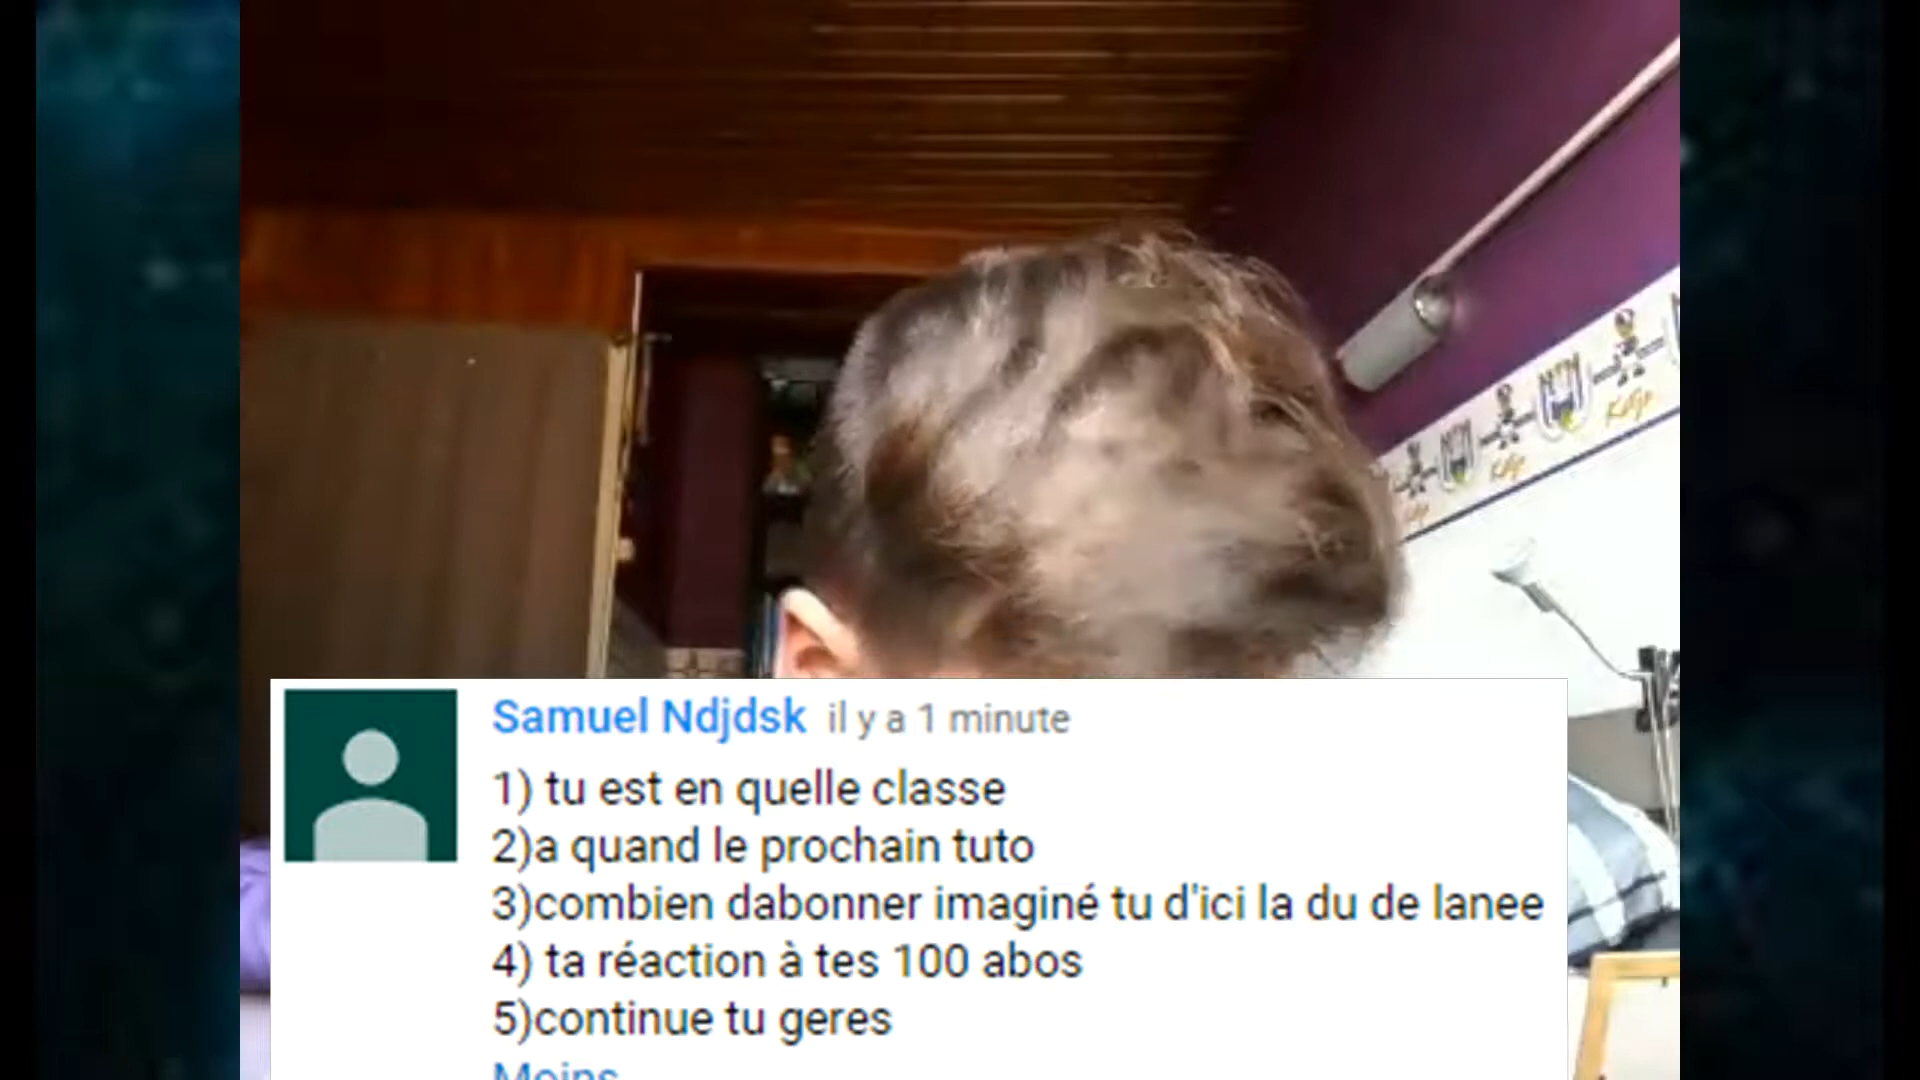 Samuel Ndjdsk il y a 1 minute
1) tu est en quelle classe
2)a quand le prochain tuto
3)combien dabonner imaginé tu d'ici la du de lanee
4) ta réaction à tes 100 abos
5)continue tu geres
Moins